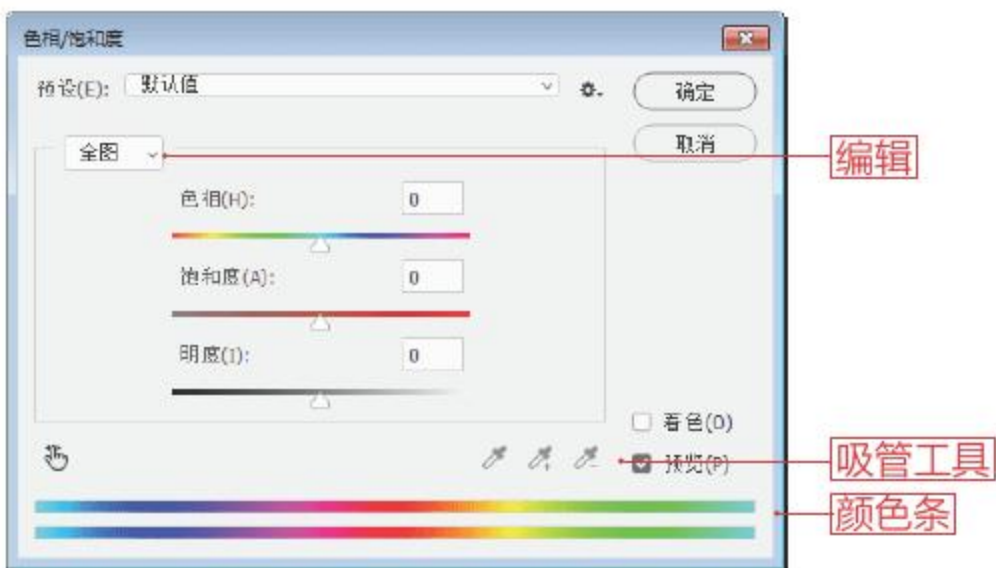 色相/饱和度
预设(E): 默认值
确定
取消
全图
编辑
色相(H): 0
饱和度(A): 0
明度(I): 0
着色(O)
预览(P)
吸管工具
颜色条